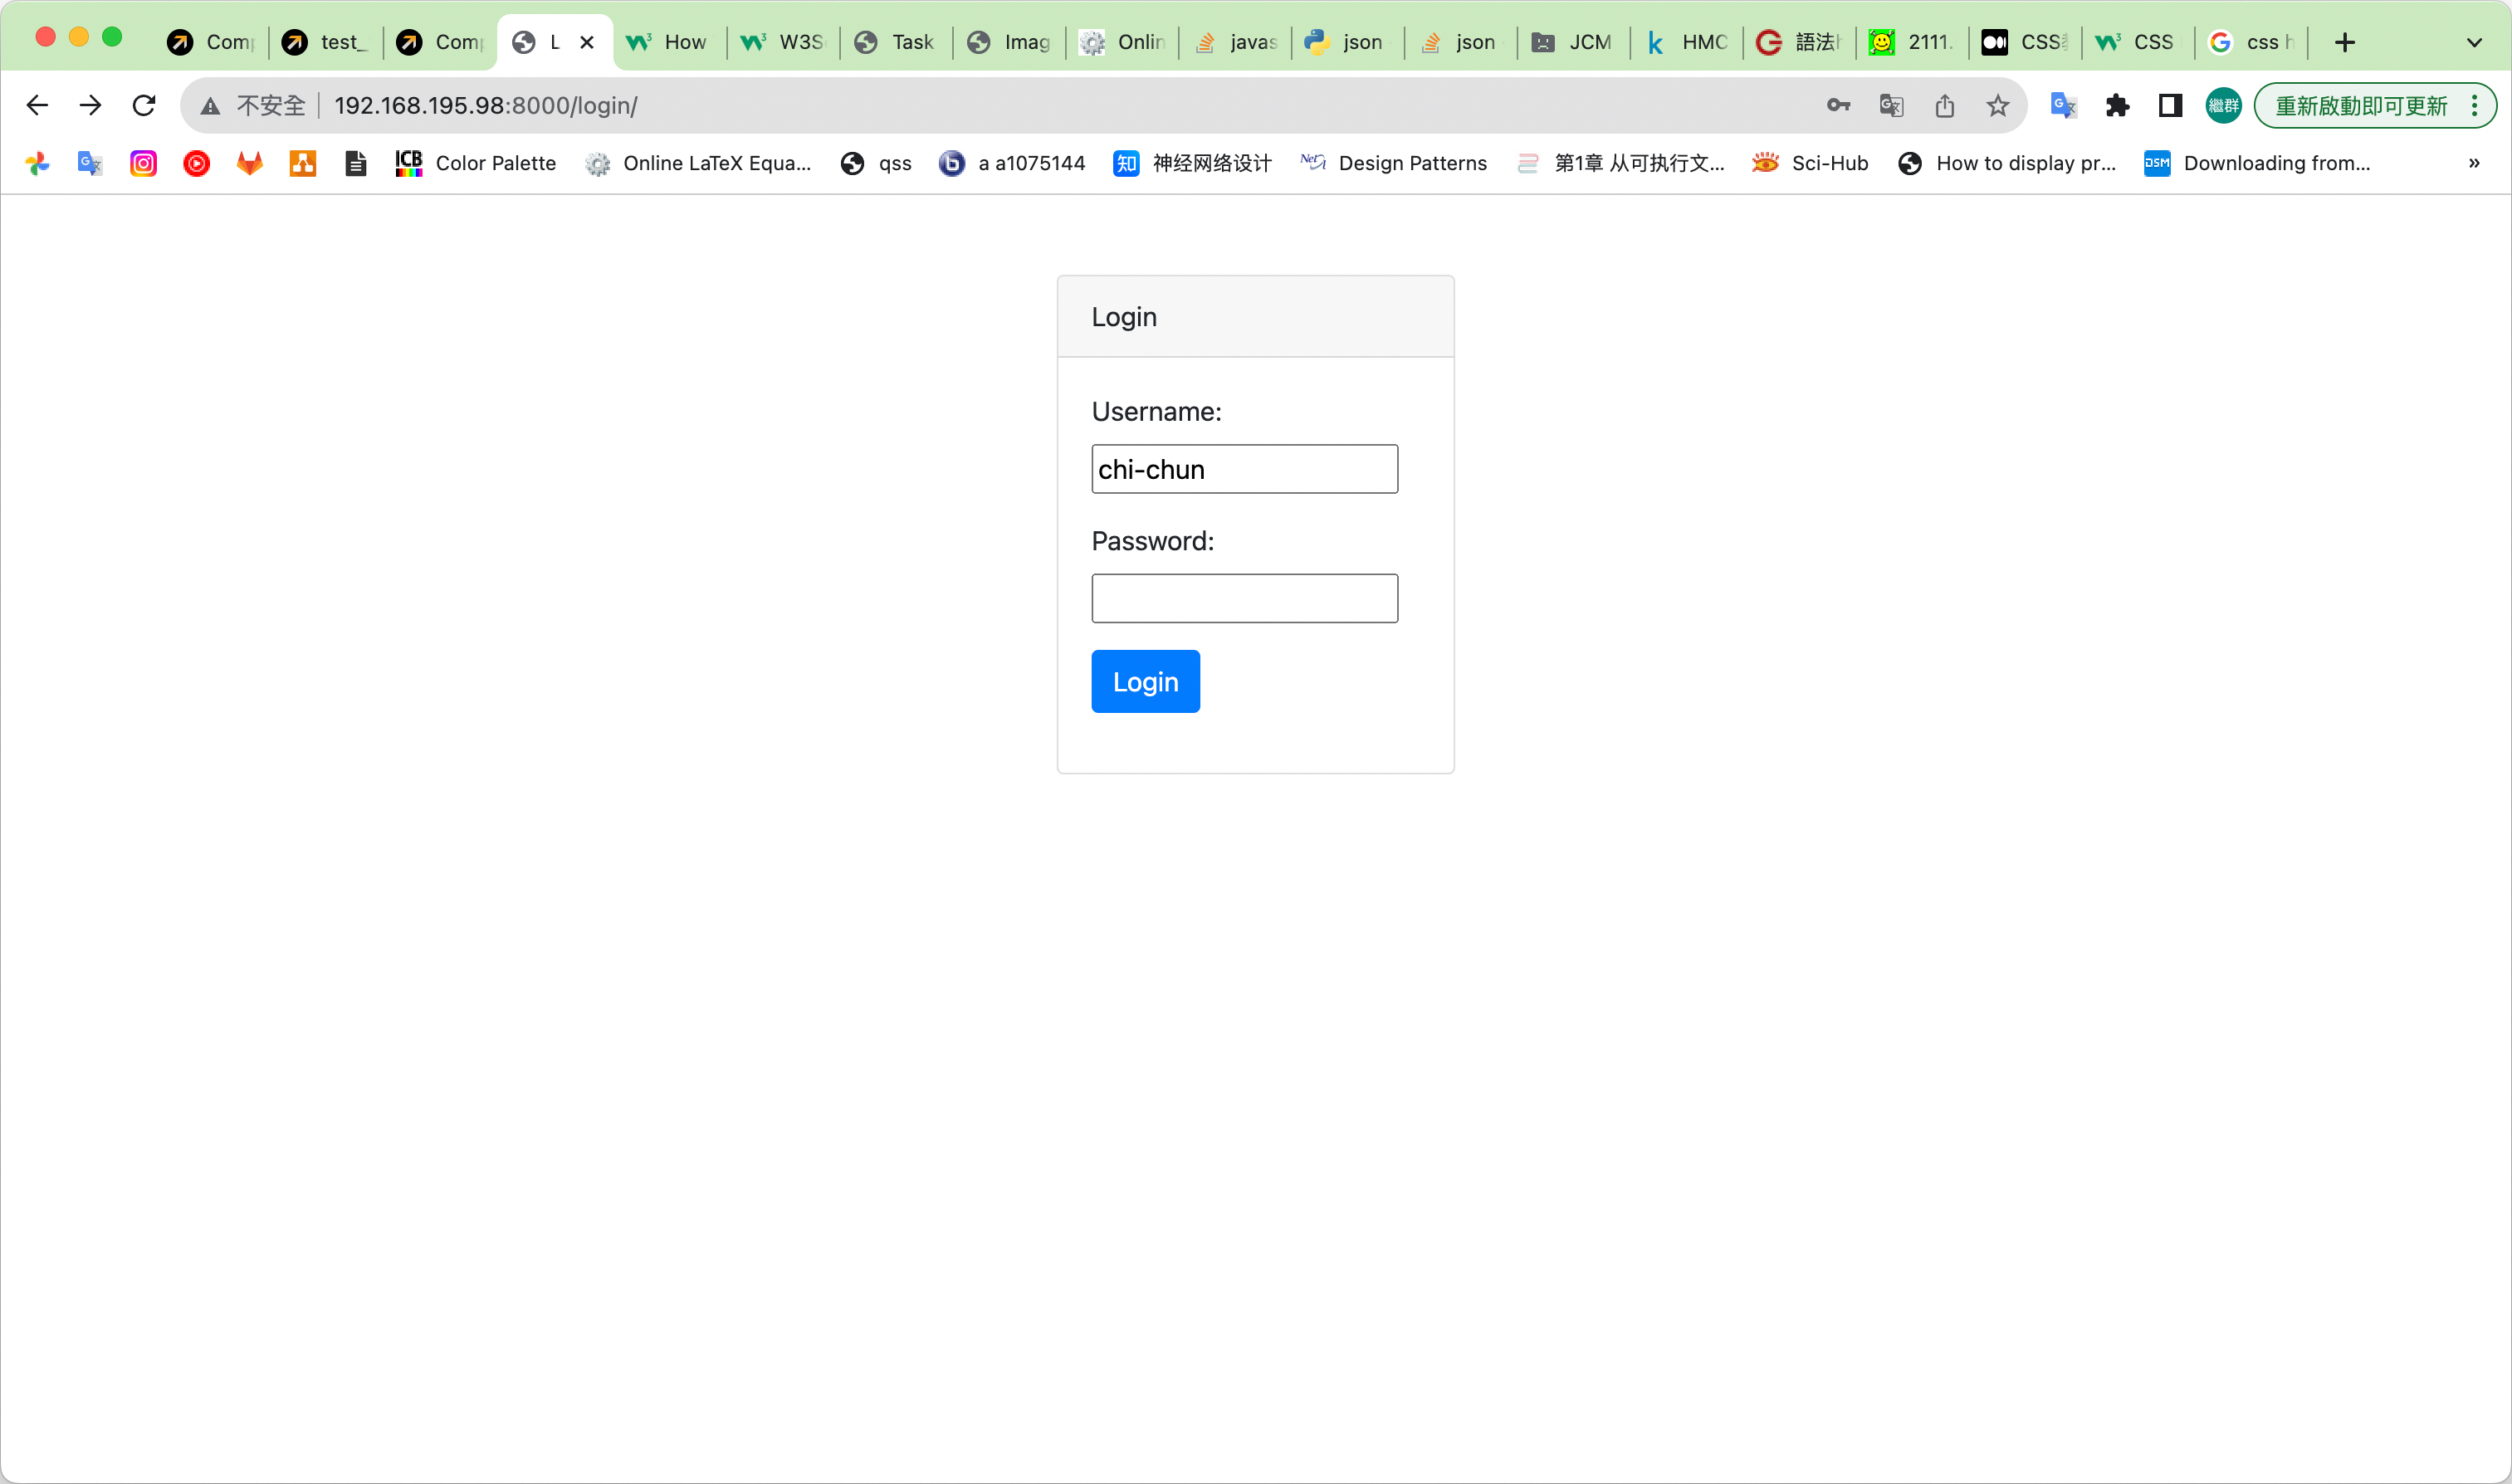 Comp test_ Comp L How W3S Task Imag Onlin javas json json JCM HMC 語法 2111. CSS CSS css h
不安全 192.168.195.98:8000/login/ 繼群 重新啟動即可更新
ICB Color Palette Online LaTeX Equa... qss a a1075144 知 神经网络设计 Design Patterns 第1章 从可执行文... Sci-Hub How to display pr... DSM Downloading from... »
Login
Username:
chi-chun
Password:
Login